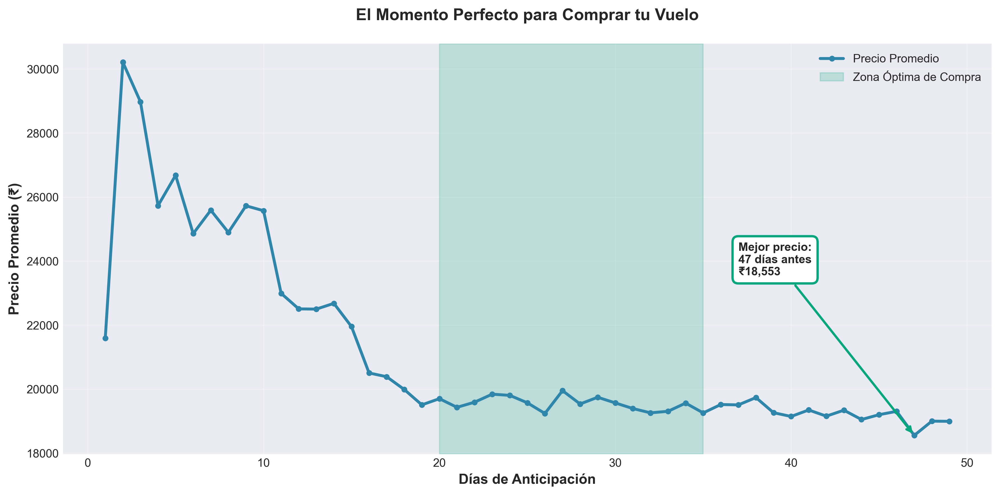 El Momento Perfecto para Comprar tu Vuelo
Precio Promedio
Zona Óptima de Compra
Precio Promedio (₹)
30000
28000
26000
24000
22000
20000
18000
Mejor precio:
47 días antes
₹18,553
0
10
20
30
40
50
Días de Anticipación